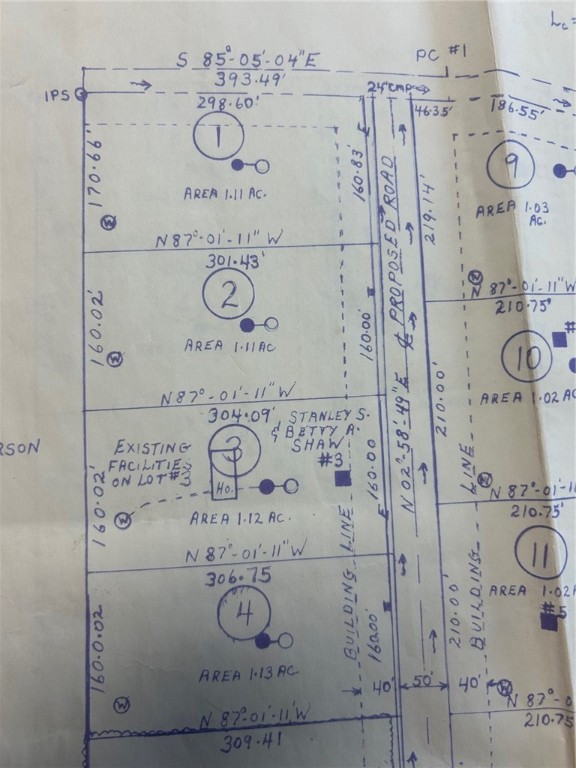 Lc=
S 85°-05'-04" E
PC #1
393.49'
IPS
24" CMP
298.60'
46.35'
186.55'
1
9
170.66'
160.83'
E
219.14'
AREA 1.11 AC.
AREA 1.03
AC.
W
N 87°-01'-11" W
301.43'
W
N 87°-01'-11" W
210.75'
2
#
10
160.02'
160.00'
AREA 1.11 AC
W
210.00'
AREA 1.02 AC
N 87°-01'-11" W
304.09'
N 02°-58'-49" E ℄ PROPOSED ROAD
RSON
EXISTING
FACILITIES
ON LOT #3
3
STANLEY S.
& BETTY A.
SHAW
#3
Ho.
LINE
W
N 87°-01'-11
210.75'
160.02'
W
AREA 1.12 AC.
160.00
E
N 87°-01'-11" W
306.75
11
AREA 1.02 A
#5
4
160.0.02
BUILDING LINE
160.00'
210.00'
BUILDING
AREA 1.13 AC.
W
40'
50'
40'
W
N 87°-01'-11' W
309.41
N 87°-0
210.75